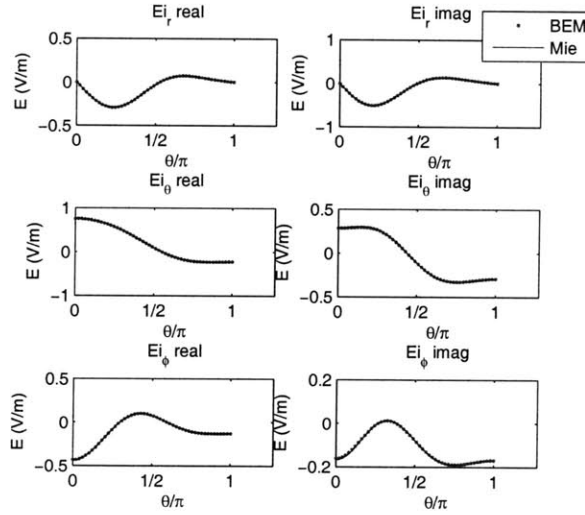 Ei_r real
0.5
0
-0.5
E (V/m)
0 1/2 1
θ/π
Ei_r imag
1
0
-1
E (V/m)
0 1/2 1
θ/π
BEM
Mie
Ei_θ real
1
0
-1
E (V/m)
0 1/2 1
θ/π
Ei_θ imag
0.5
0
-0.5
E (V/m)
0 1/2 1
θ/π
Ei_ϕ real
0.5
0
-0.5
E (V/m)
0 1/2 1
θ/π
Ei_ϕ imag
0.2
0
-0.2
E (V/m)
0 1/2 1
θ/π